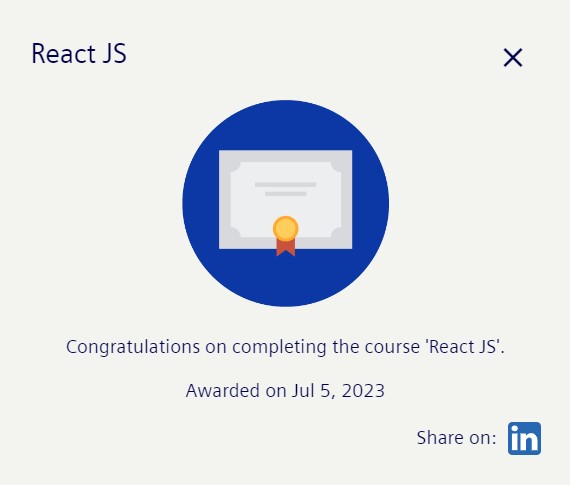 React JS
Congratulations on completing the course 'React JS'.
Awarded on Jul 5, 2023
Share on: in